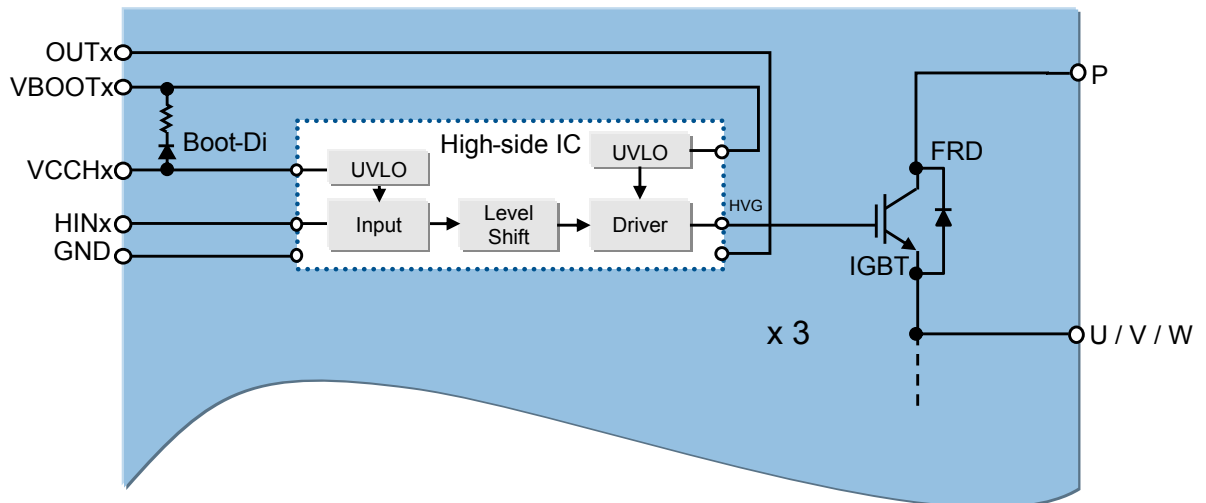 OUTx
VBOOTx
P
Boot-Di
High-side IC
UVLO
FRD
VCCHx
UVLO
HINx
Input
Level
Shift
Driver
HVG
GND
IGBT
x 3
U / V / W